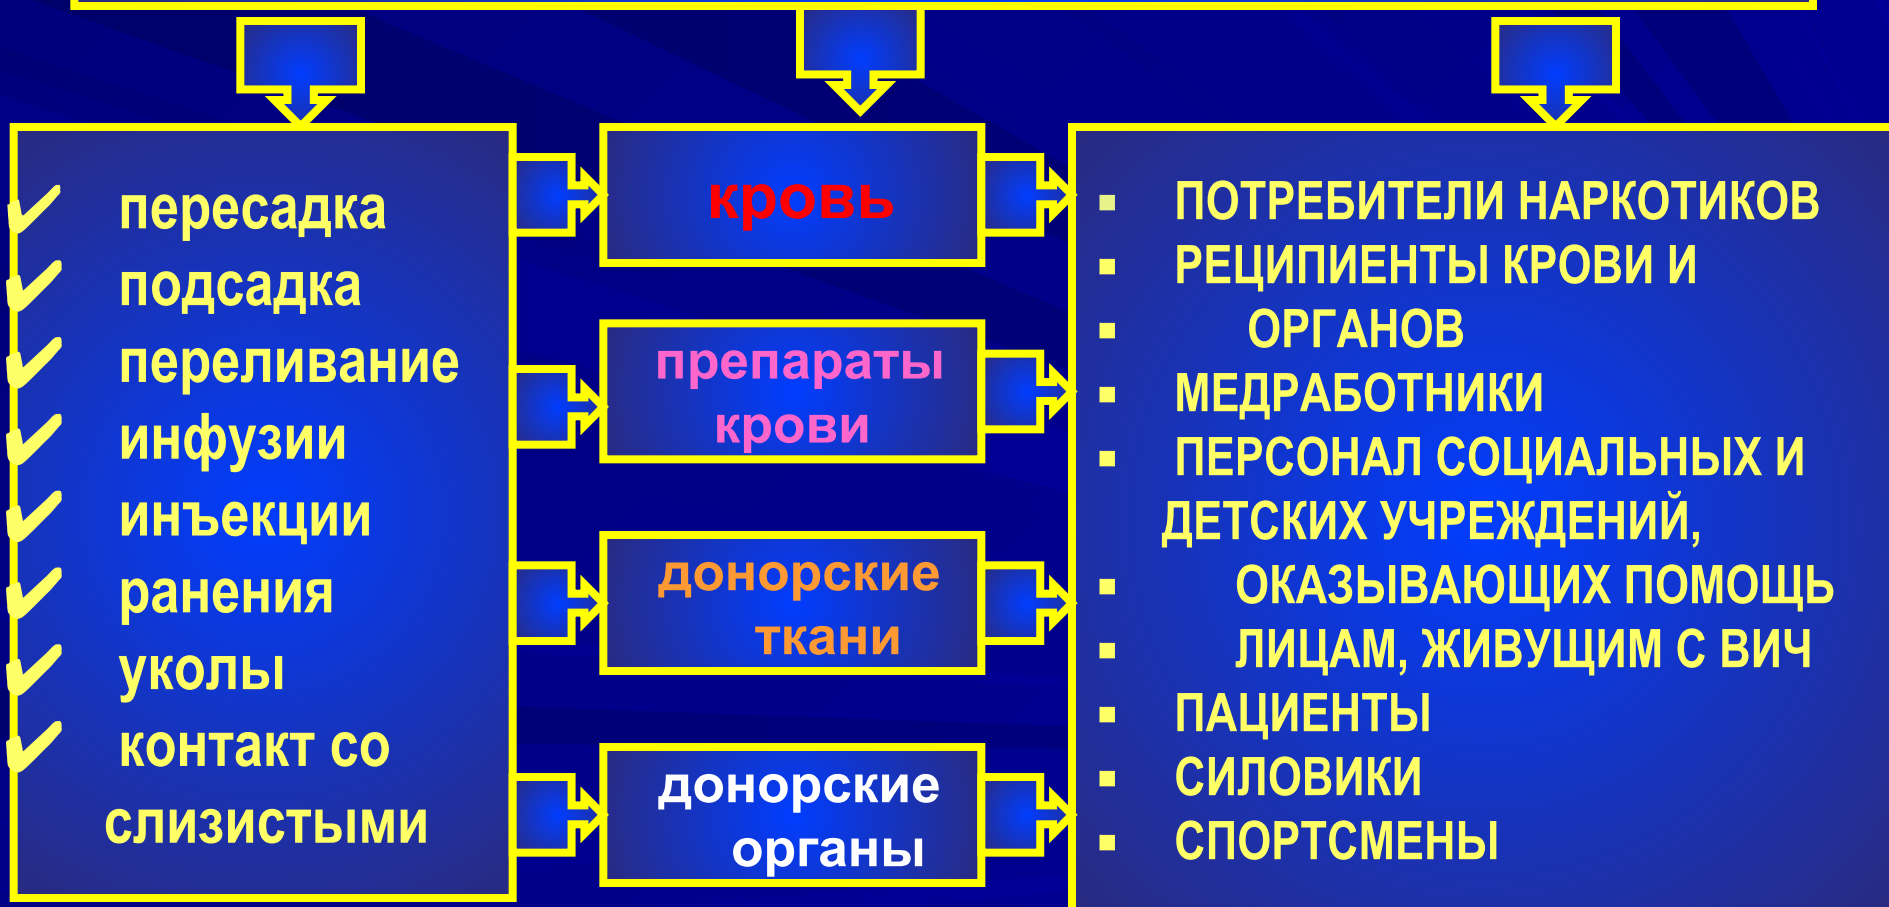 пересадка
подсадка
переливание
инфузии
инъекции
ранения
уколы
контакт со
слизистыми
кровь
препараты
крови
донорские
ткани
донорские
органы
ПОТРЕБИТЕЛИ НАРКОТИКОВ
РЕЦИПИЕНТЫ КРОВИ И
ОРГАНОВ
МЕДРАБОТНИКИ
ПЕРСОНАЛ СОЦИАЛЬНЫХ И
ДЕТСКИХ УЧРЕЖДЕНИЙ,
ОКАЗЫВАЮЩИХ ПОМОЩЬ
ЛИЦАМ, ЖИВУЩИМ С ВИЧ
ПАЦИЕНТЫ
СИЛОВИКИ
СПОРТСМЕНЫ